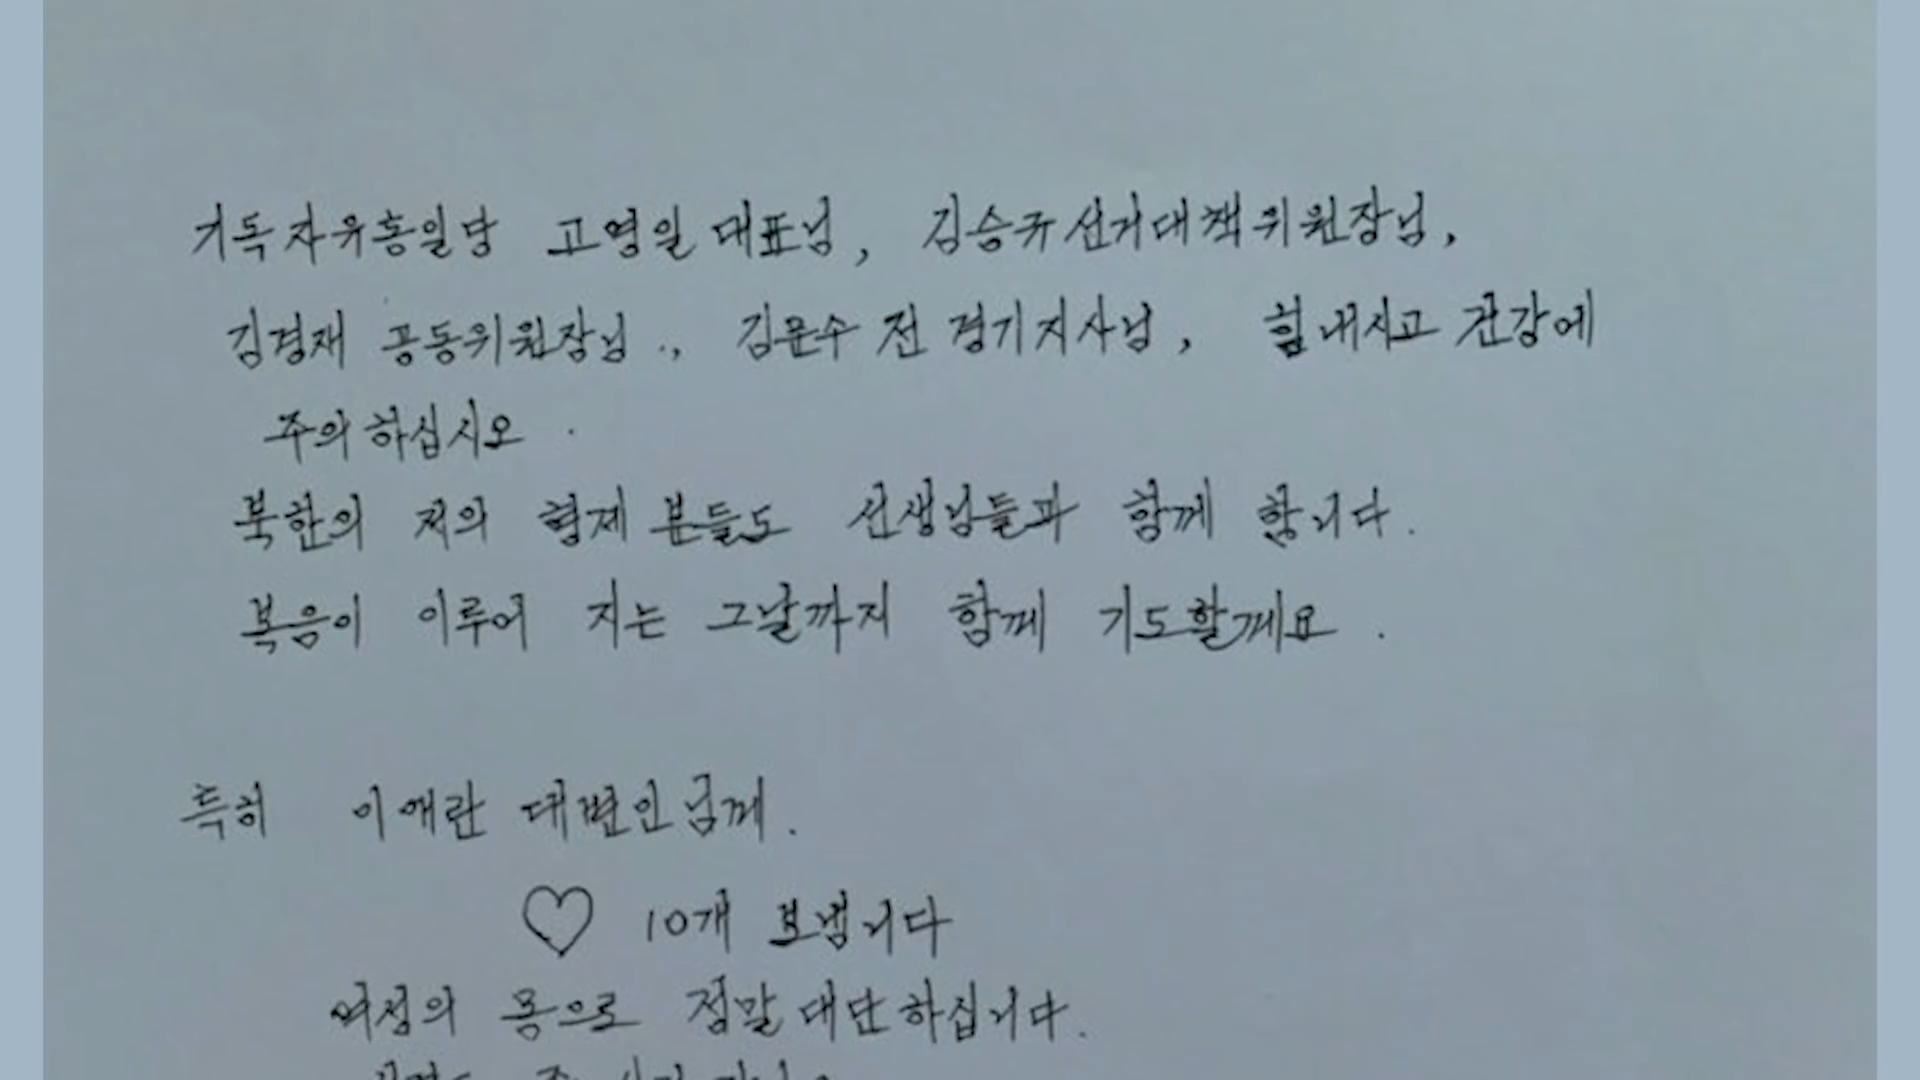 기독자유통일당 고영일 대표님, 김승규 선거대책위원장님,
김경재 공동위원장님., 김문수 전 경기지사님, 힘내시고 건강에
주의하십시오.
북한의 저의 형제분들도 선생님들과 함께 합니다.
복음이 이루어 지는 그날까지 함께 기도할께요.
특히 이애란 대변인님께.
♡ 10개 보냅니다
여성의 몸으로 정말 대단하십니다.